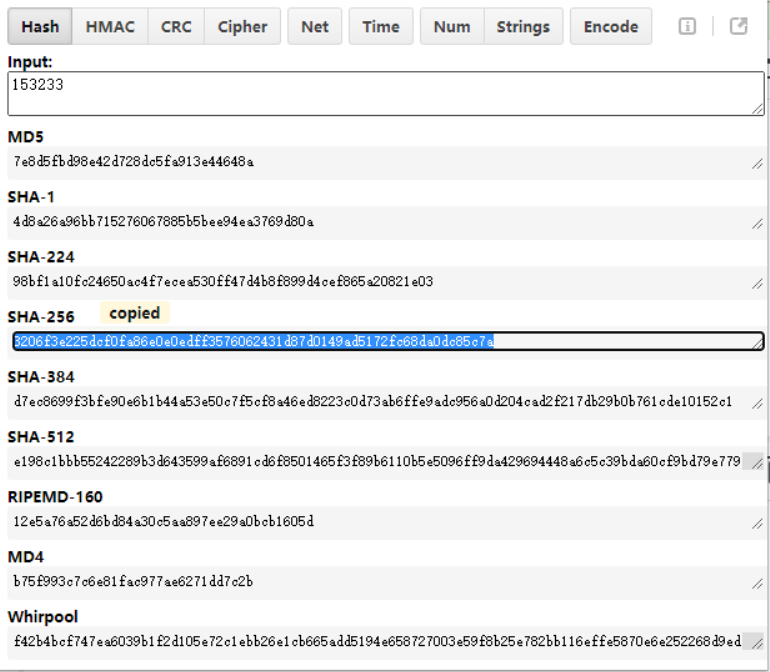 Hash HMAC CRC Cipher Net Time Num Strings Encode
Input:
153233
MD5
7e8d5fbd98e42d728dc5fa913e44648a
SHA-1
4d8a26a96bb715276067885b5bee94ea3769d80a
SHA-224
98bf1a10fc24650ac4f7ecea530ff47d4b8f899d4cef865a20821e03
SHA-256 copied
3206f3e225dcf0fa86e0e0edff3576062431d87d0149ad5172fc68da0dc85c7a
SHA-384
d7ec8699f3bfe90e6b1b44a53e50c7f5cf8a46ed8223c0d73ab6ffe9adc956a0d204cad2f217db29b0b761cde10152c1
SHA-512
e198c1bbb55242289b3d643599af6891cd6f8501465f3f89b6110b5e5096ff9da429694448a6c5c39bda60cf9bd79e779
RIPEMD-160
12e5a76a52d6bd84a30c5aa897ee29a0bcb1605d
MD4
b75f993c7c6e81fac977ae6271dd7c2b
Whirpool
f42b4bcf747ea6039b1f2d105e72c1ebb26e1cb665add5194e658727003e59f8b25e782bb116effe5870e6e252268d9ed